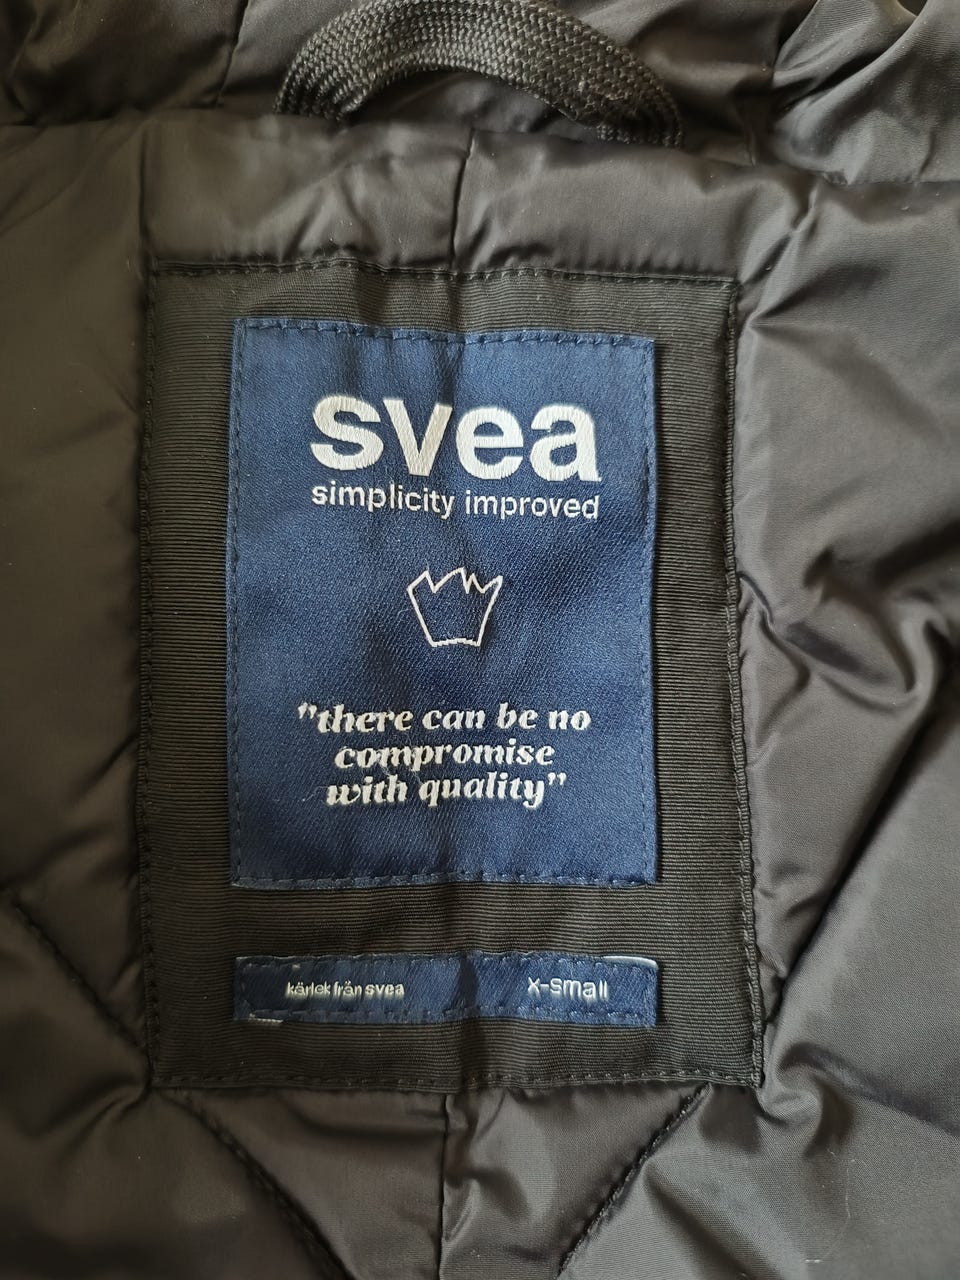 svea
simplicity improved
"there can be no
compromise
with quality"
kärlek från svea X-small